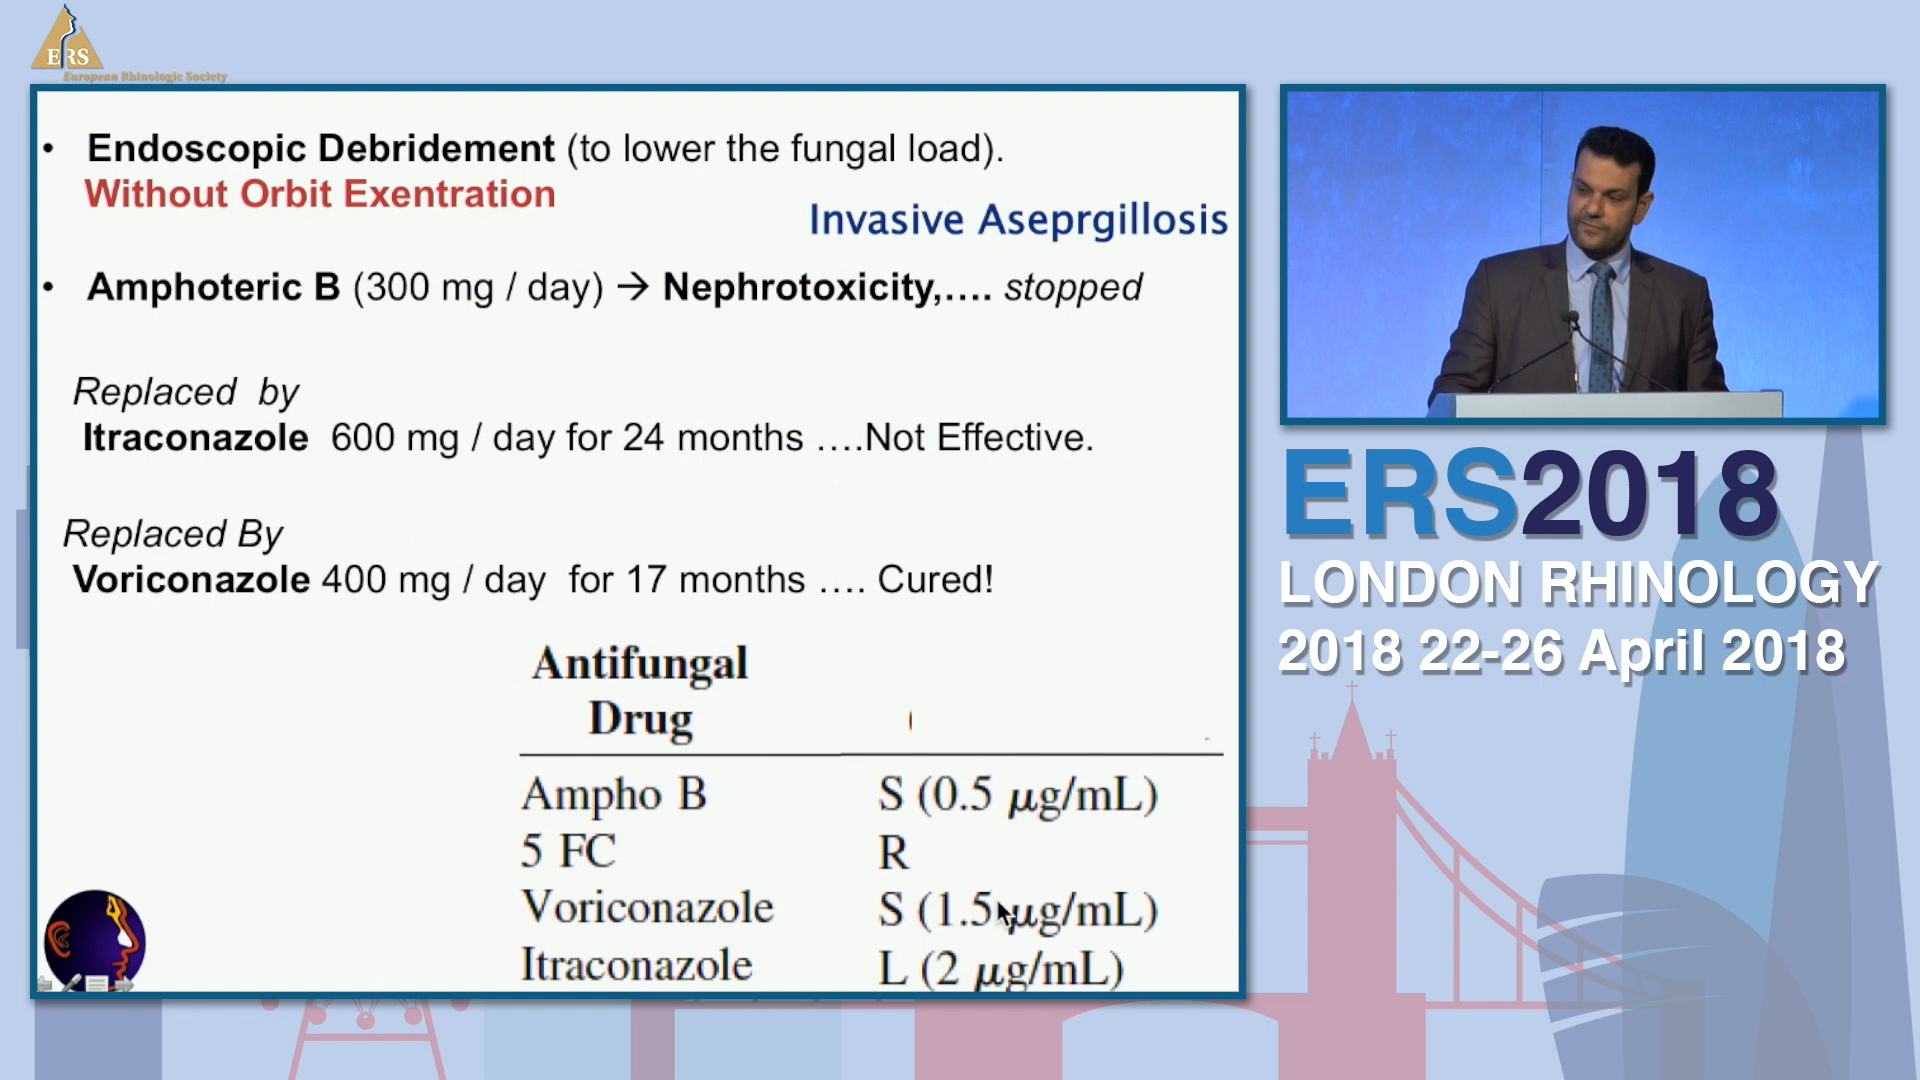 ERS
European Rhinologic Society
• Endoscopic Debridement (to lower the fungal load).
Without Orbit Exentration
Invasive Aseprgillosis
• Amphoteric B (300 mg / day) → Nephrotoxicity,…. stopped
Replaced by
Itraconazole 600 mg / day for 24 months ….Not Effective.
Replaced By
Voriconazole 400 mg / day for 17 months …. Cured!
Antifungal
Drug
Ampho B S (0.5 μg/mL)
5 FC R
Voriconazole S (1.5 μg/mL)
Itraconazole L (2 μg/mL)
ERS2018
LONDON RHINOLOGY
2018 22-26 April 2018